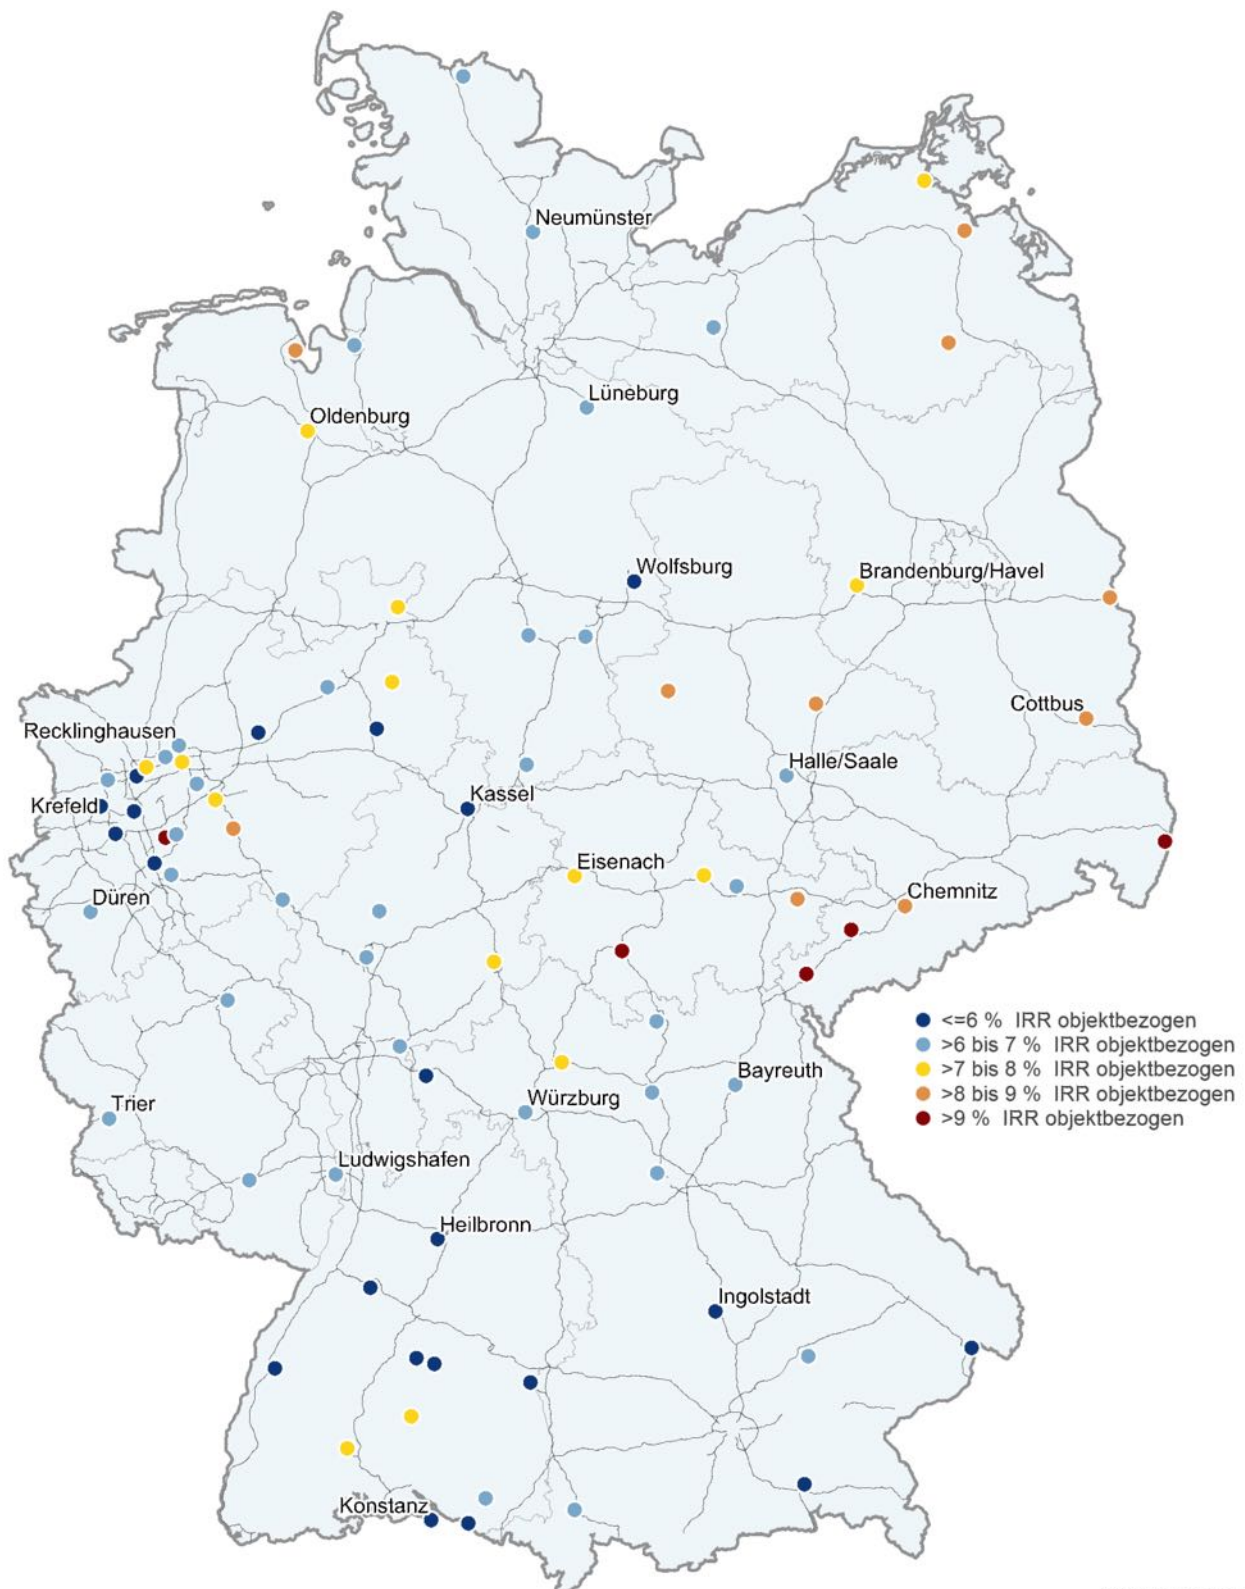 Neumünster
Lüneburg
Oldenburg
Wolfsburg
Brandenburg/Havel
Cottbus
Recklinghausen
Halle/Saale
Krefeld
Kassel
Eisenach
Düren
Chemnitz
<=6 % IRR objektbezogen
>6 bis 7 % IRR objektbezogen
>7 bis 8 % IRR objektbezogen
>8 bis 9 % IRR objektbezogen
>9 % IRR objektbezogen
Bayreuth
Trier
Würzburg
Ludwigshafen
Heilbronn
Ingolstadt
Konstanz